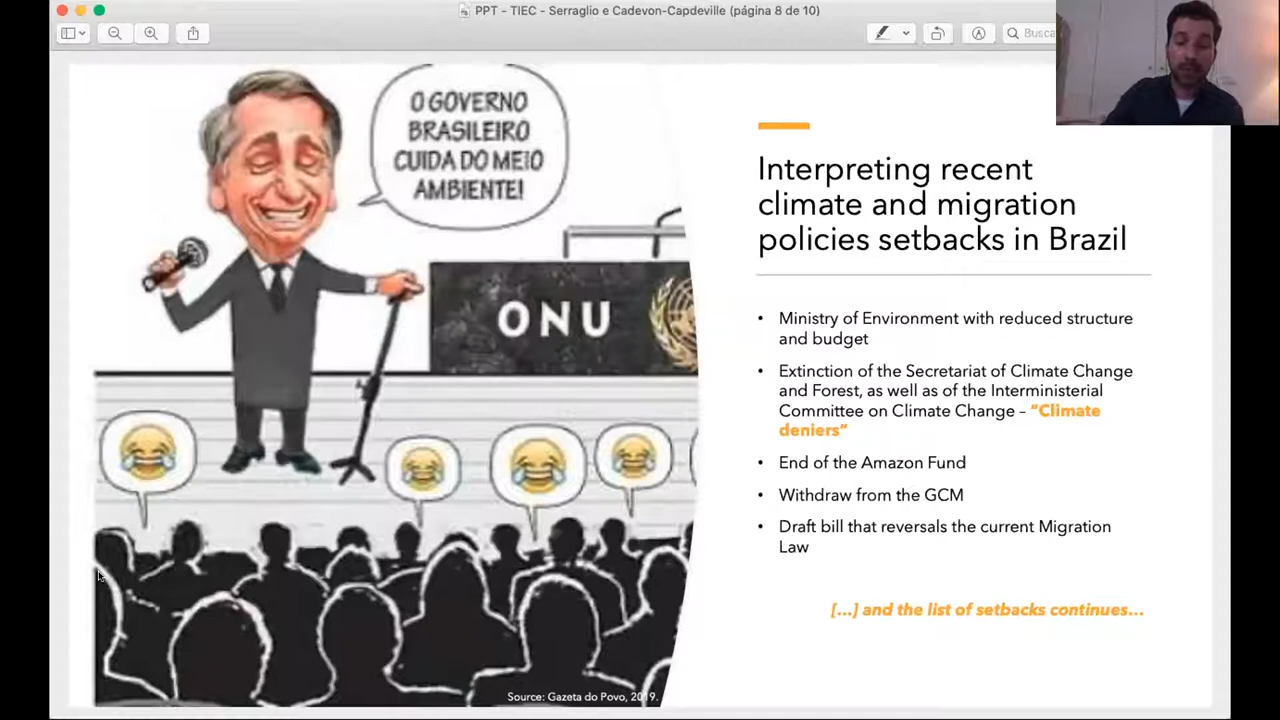 PPT - TIEC - Serraglio e Cadevon-Capdeville (página 8 de 10)
Busca
O GOVERNO
BRASILEIRO
CUIDA DO MEIO
AMBIENTE!
ONU
Source: Gazeta do Povo, 2019.
Interpreting recent
climate and migration
policies setbacks in Brazil
• Ministry of Environment with reduced structure
and budget
• Extinction of the Secretariat of Climate Change
and Forest, as well as of the Interministerial
Committee on Climate Change – "Climate
deniers"
• End of the Amazon Fund
• Withdraw from the GCM
• Draft bill that reversals the current Migration
Law
[...] and the list of setbacks continues...